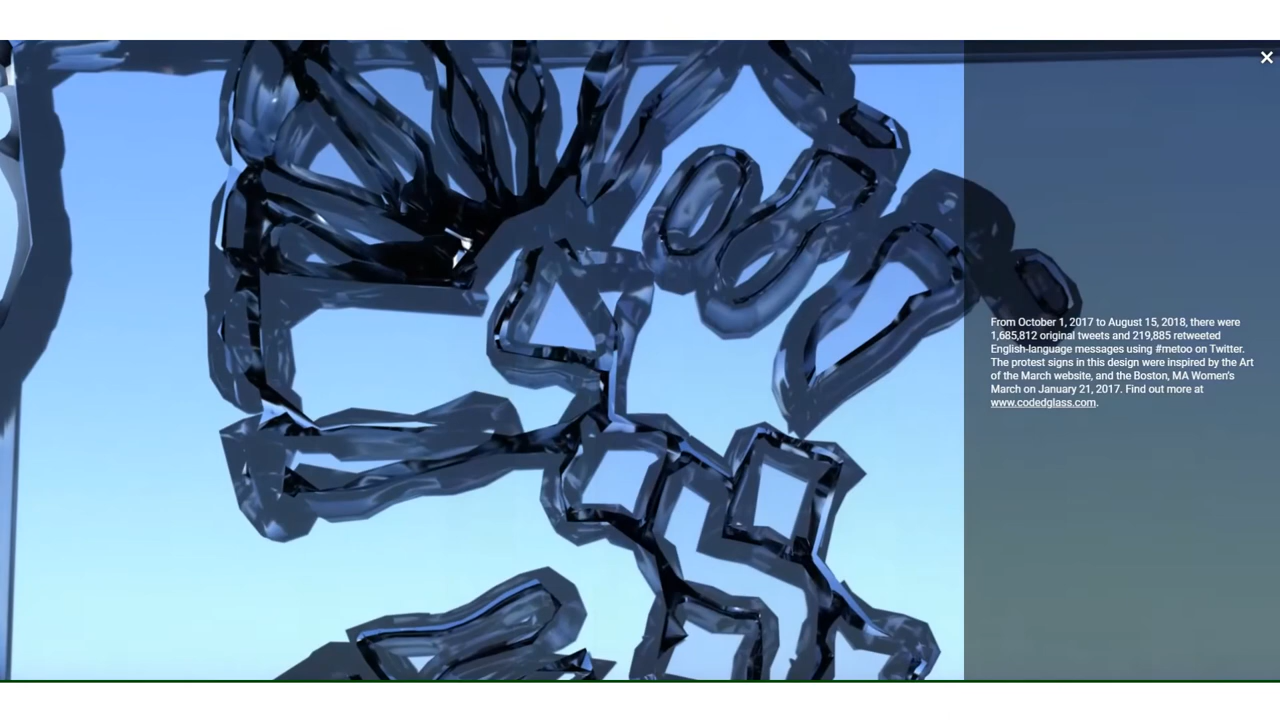 From October 1, 2017 to August 15, 2018, there were
1,685,812 original tweets and 219,885 retweeted
English-language messages using #metoo on Twitter.
The protest signs in this design were inspired by the Art
of the March website, and the Boston, MA Women's
March on January 21, 2017. Find out more at
www.codedglass.com.